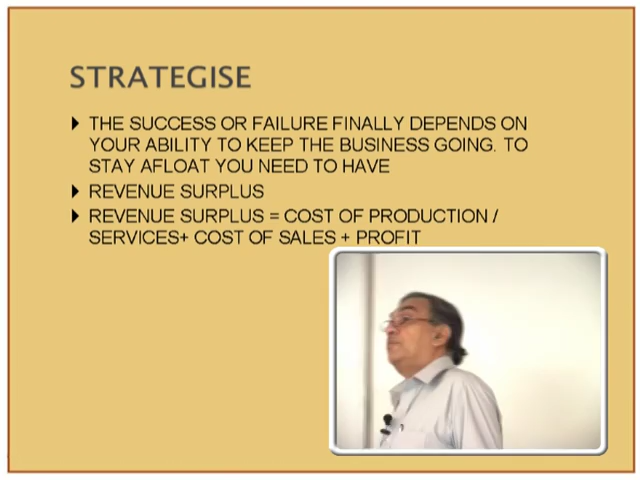 STRATEGISE
THE SUCCESS OR FAILURE FINALLY DEPENDS ON
YOUR ABILITY TO KEEP THE BUSINESS GOING. TO
STAY AFLOAT YOU NEED TO HAVE
REVENUE SURPLUS
REVENUE SURPLUS = COST OF PRODUCTION /
SERVICES+ COST OF SALES + PROFIT